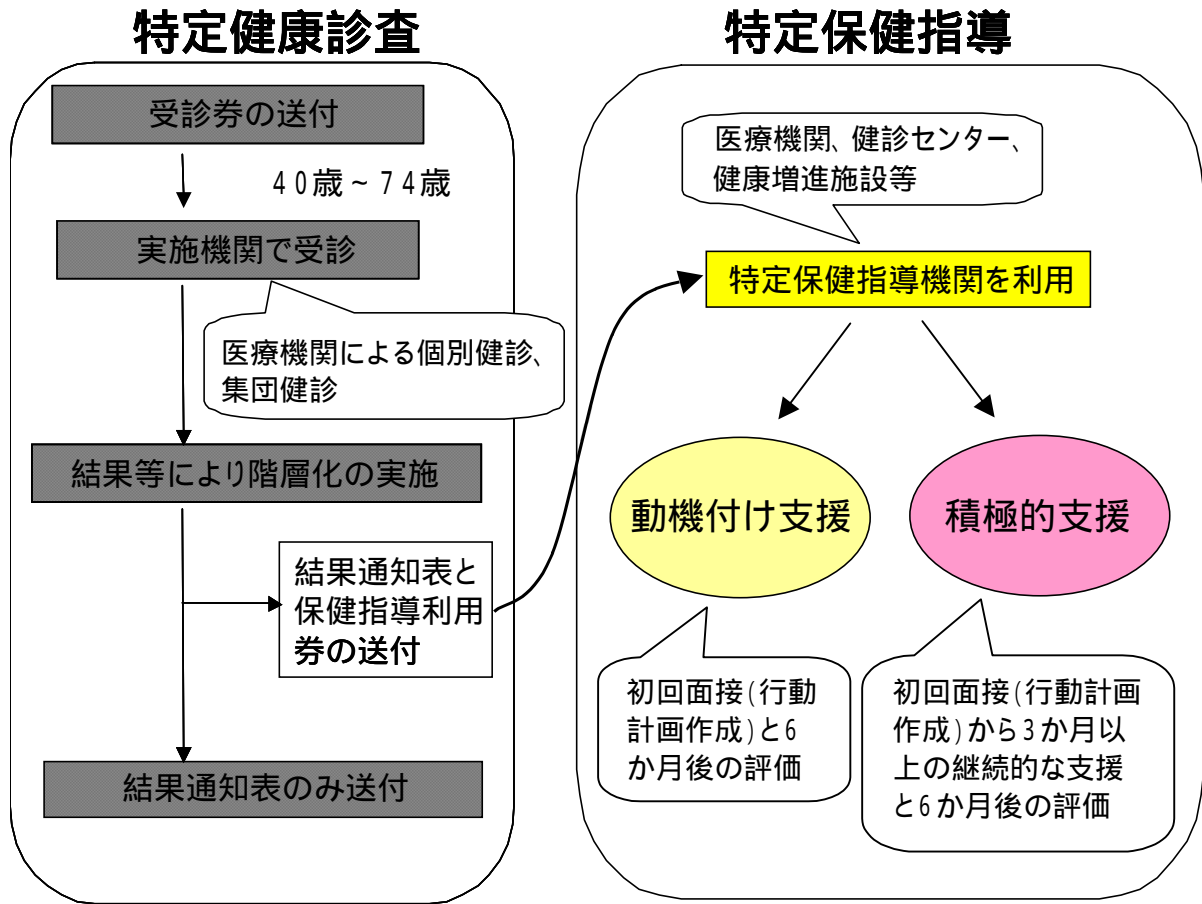 特定健康診査
受診券の送付
40歳~74歳
実施機関で受診
医療機関による個別健診、
集団健診
結果等により階層化の実施
結果通知表と
保健指導利用
券の送付
結果通知表のみ送付
特定保健指導
医療機関、健診センター、
健康増進施設等
特定保健指導機関を利用
動機付け支援
積極的支援
初回面接(行動
計画作成)と6
か月後の評価
初回面接(行動計画
作成)から3か月以
上の継続的な支援
と6か月後の評価